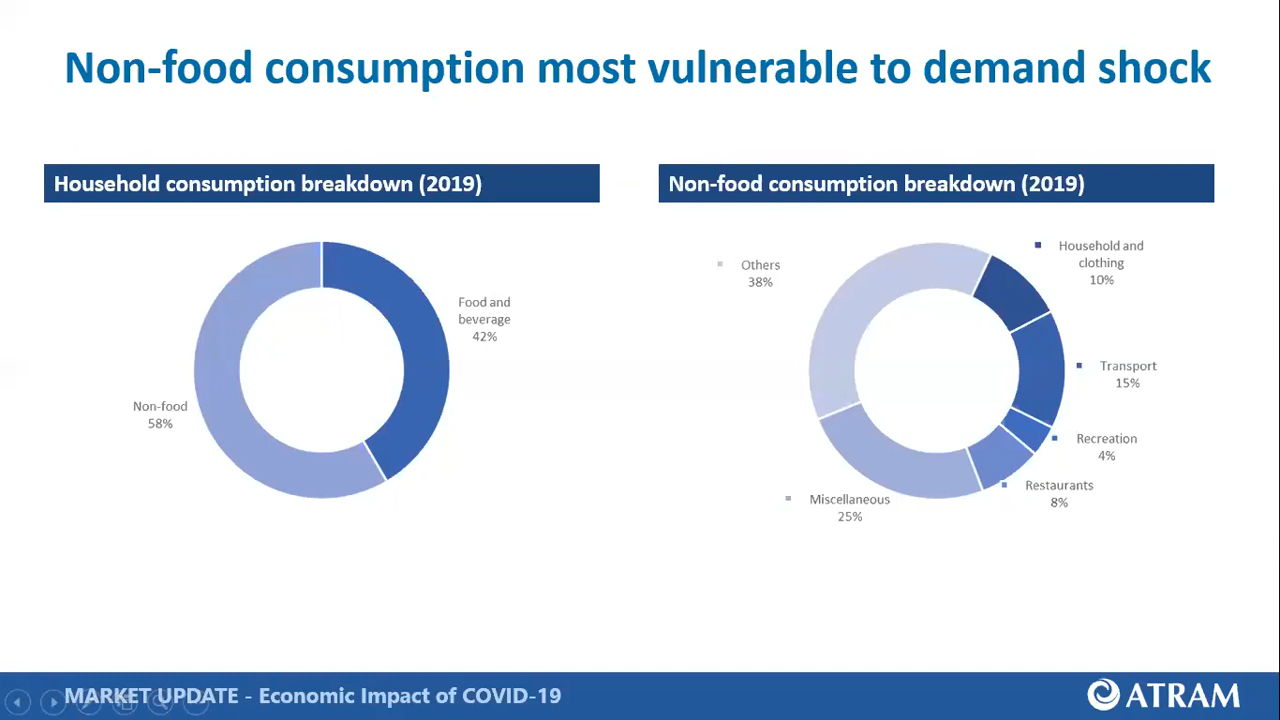 Non-food consumption most vulnerable to demand shock
Household consumption breakdown (2019)
Food and
beverage
42%
Non-food
58%
Non-food consumption breakdown (2019)
Household and
clothing
10%
Transport
15%
Recreation
4%
Restaurants
8%
Miscellaneous
25%
Others
38%
MARKET UPDATE - Economic Impact of COVID-19
ATRAM